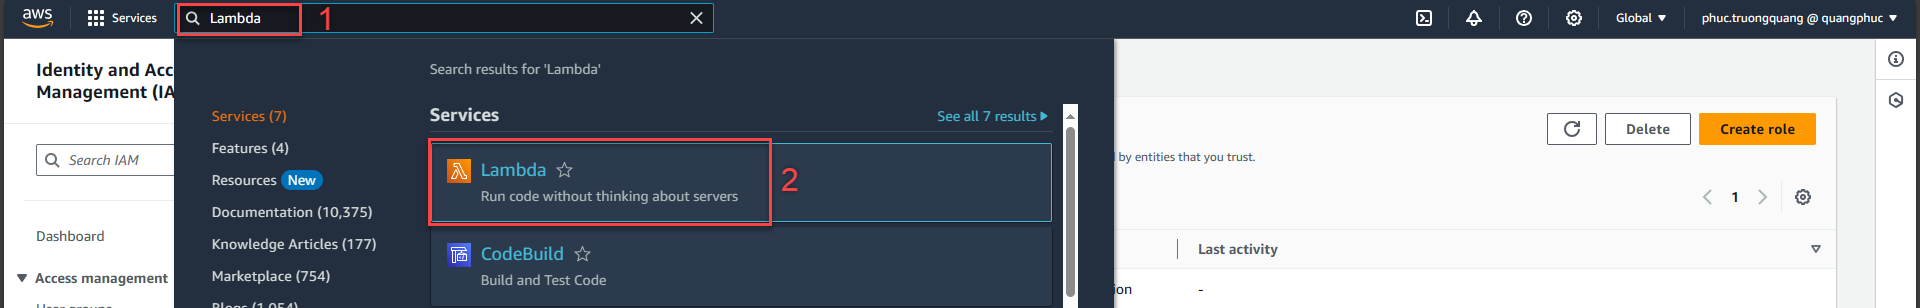 aws
Services
Lambda
1
Global
phuc.truongquang @ quangphuc
Identity and Acc
Management (IA
Search IAM
Dashboard
Access management
Search results for 'Lambda'
Services (7)
Features (4)
Resources New
Documentation (10,375)
Knowledge Articles (177)
Marketplace (754)
Blogs (1,054)
Services
See all 7 results
Lambda
Run code without thinking about servers
2
CodeBuild
Build and Test Code
Delete
Create role
by entities that you trust.
1
Last activity
ion
-